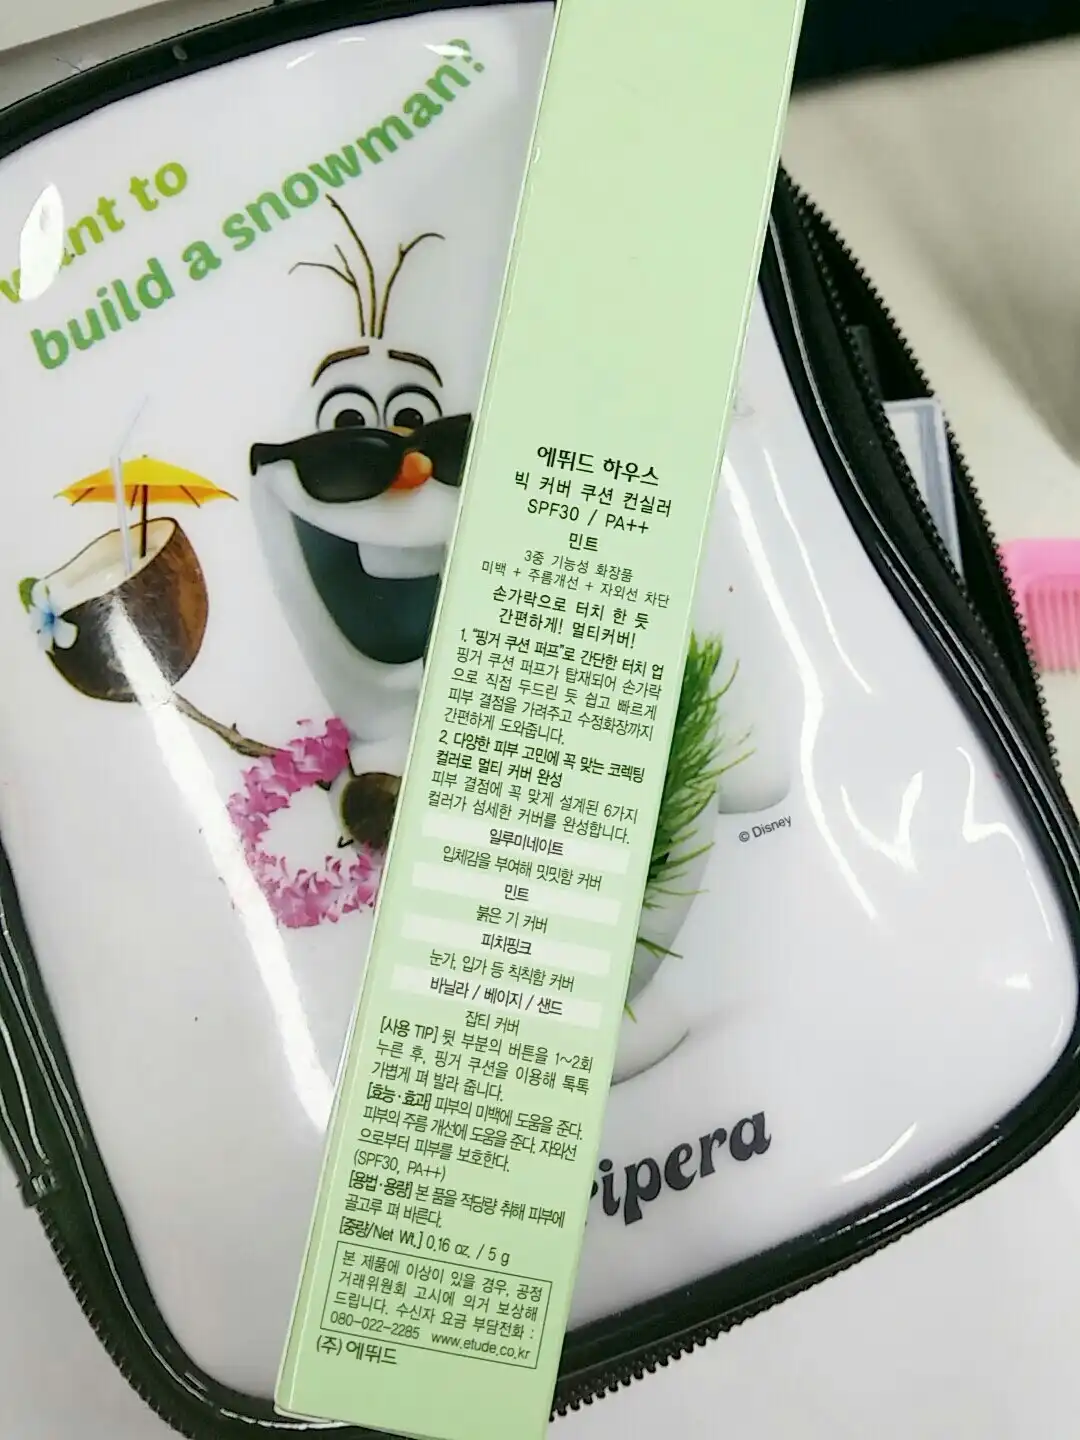 want to
build a snowman?
에뛰드 하우스
빅 커버 쿠션 컨실러
SPF30 / PA++
민트
3중 기능성 화장품
미백 + 주름개선 + 자외선 차단
손가락으로 터치 한 듯
간편하게! 멀티커버!
1. "핑거 쿠션 퍼프"로 간단한 터치 업
핑거 쿠션 퍼프가 탑재되어 손가락
으로 직접 두드린 듯 쉽고 빠르게
피부 결점을 가려주고 수정화장까지
간편하게 도와줍니다.
2. 다양한 피부 고민에 꼭 맞는 코렉팅
컬러로 멀티 커버 완성
피부 결점에 꼭 맞게 설계된 6가지
컬러가 섬세한 커버를 완성합니다.
일루미네이트
입체감을 부여해 밋밋함 커버
민트
붉은 기 커버
피치핑크
눈가, 입가 등 칙칙함 커버
바닐라 / 베이지 / 샌드
잡티 커버
[사용 TIP] 뒷 부분의 버튼을 1~2회
누른 후, 핑거 쿠션을 이용해 톡톡
가볍게 펴 발라 줍니다.
[효능·효과] 피부의 미백에 도움을 준다.
피부의 주름 개선에 도움을 준다. 자외선
으로부터 피부를 보호한다.
(SPF30, PA++)
[용법·용량] 본 품을 적당량 취해 피부에
골고루 펴 바른다.
[중량/Net Wt.] 0.16 oz. / 5 g
본 제품에 이상이 있을 경우, 공정
거래위원회 고시에 의거 보상해
드립니다. 수신자 요금 부담전화 :
080-022-2285 www.etude.co.kr
(주) 에뛰드
© Disney
ripera